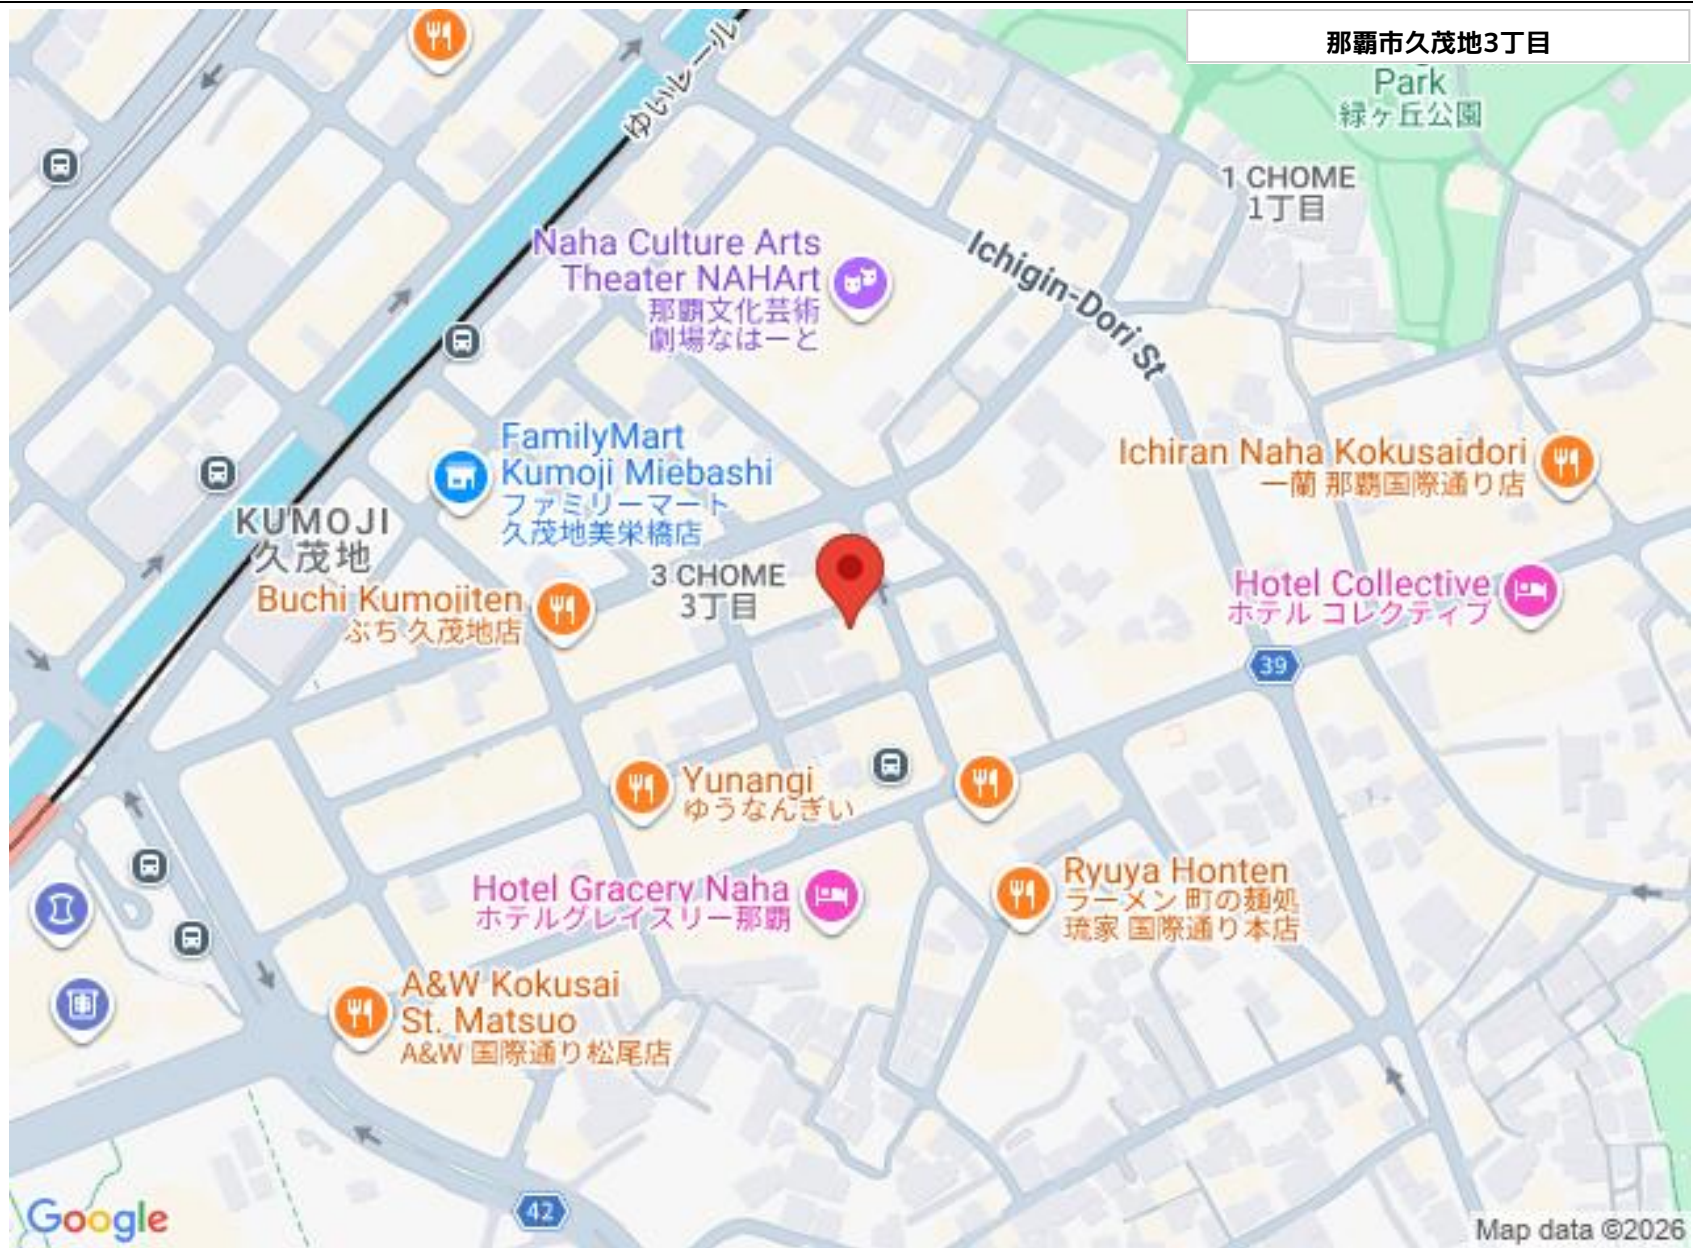 那覇市久茂地3丁目
Park
緑ヶ丘公園
ゆいレール
1 CHOME
1丁目
Naha Culture Arts
Theater NAHArt
那覇文化芸術
劇場なはーと
Ichigin-Dori St
FamilyMart
Kumoji Miebashi
ファミリーマート
久茂地美栄橋店
Ichiran Naha Kokusaidori
一蘭 那覇国際通り店
KUMOJI
久茂地
3 CHOME
3丁目
Buchi Kumojiten
ぶち 久茂地店
Hotel Collective
ホテル コレクティブ
39
Yunangi
ゆうなんぎい
Hotel Gracery Naha
ホテルグレイスリー那覇
Ryuya Honten
ラーメン 町の麺処
琉家 国際通り本店
A&W Kokusai
St. Matsuo
A&W 国際通り松尾店
42
Google
Map data ©2026